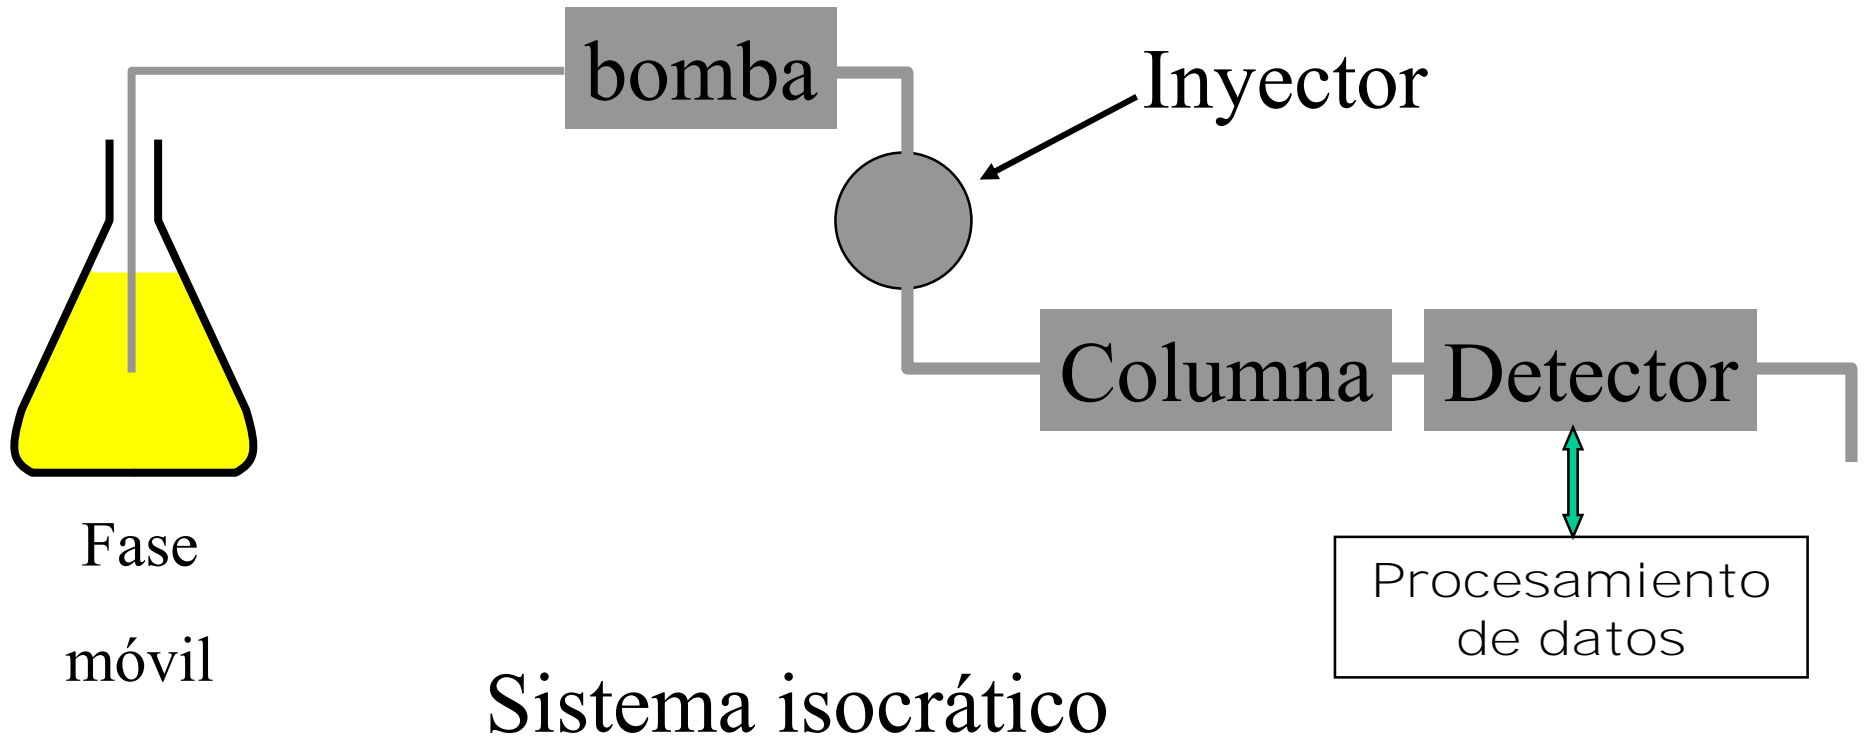 bomba
Inyector
Columna
Detector
Fase
móvil
Procesamiento
de datos
Sistema isocrático